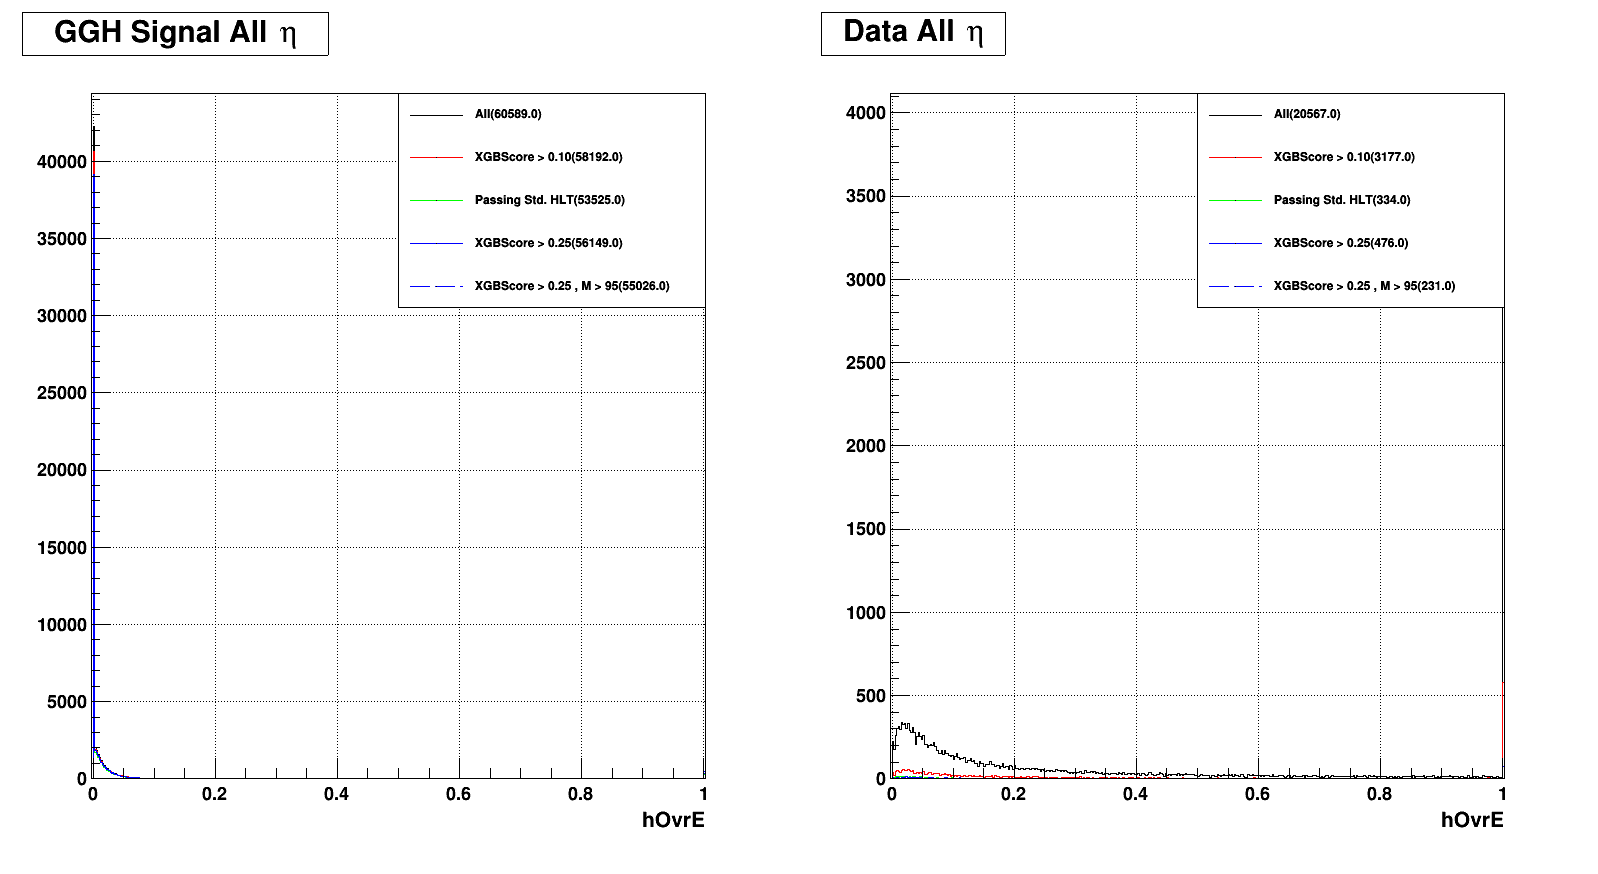 GGH Signal All η
All(60589.0)
XGBScore > 0.10(58192.0)
Passing Std. HLT(53525.0)
XGBScore > 0.25(56149.0)
XGBScore > 0.25 , M > 95(55026.0)
40000
35000
30000
25000
20000
15000
10000
5000
0
0 0.2 0.4 0.6 0.8 1
hOvrE
Data All η
All(20567.0)
XGBScore > 0.10(3177.0)
Passing Std. HLT(334.0)
XGBScore > 0.25(476.0)
XGBScore > 0.25 , M > 95(231.0)
4000
3500
3000
2500
2000
1500
1000
500
0
0 0.2 0.4 0.6 0.8 1
hOvrE